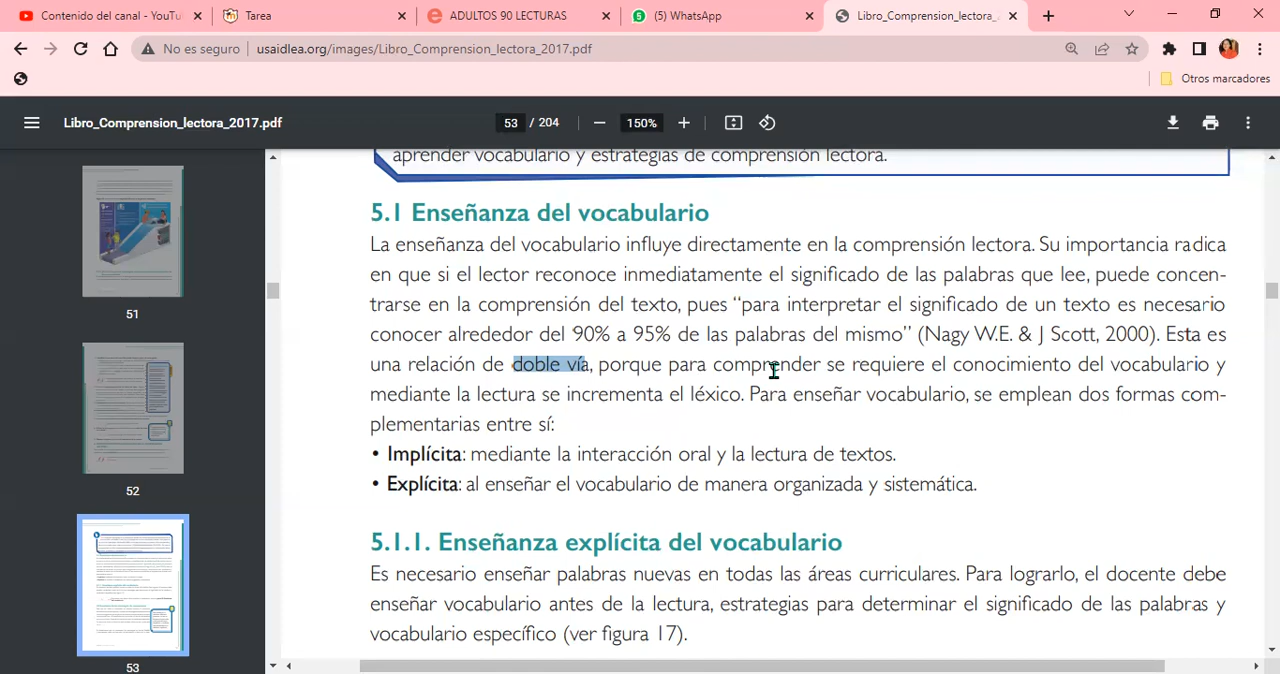 Contenido del canal - YouTu
Tarea
ADULTOS 90 LECTURAS
(5) WhatsApp
Libro_Comprension_lectora_
No es seguro
usaidlea.org/images/Libro_Comprension_lectora_2017.pdf
Otros marcadores
Libro_Comprension_lectora_2017.pdf
53 / 204
150%
aprender vocabulario y estrategias de comprensión lectora.
5.1 Enseñanza del vocabulario
La enseñanza del vocabulario influye directamente en la comprensión lectora. Su importancia radica
en que si el lector reconoce inmediatamente el significado de las palabras que lee, puede concen-
trarse en la comprensión del texto, pues “para interpretar el significado de un texto es necesario
conocer alrededor del 90% a 95% de las palabras del mismo” (Nagy W.E. & J Scott, 2000). Esta es
una relación de doble vía, porque para comprender se requiere el conocimiento del vocabulario y
mediante la lectura se incrementa el léxico. Para enseñar vocabulario, se emplean dos formas com-
plementarias entre sí:
• Implícita: mediante la interacción oral y la lectura de textos.
• Explícita: al enseñar el vocabulario de manera organizada y sistemática.
5.1.1. Enseñanza explícita del vocabulario
Es necesario enseñar palabras nuevas en todas las áreas curriculares. Para lograrlo, el docente debe
enseñar vocabulario antes de la lectura, estrategias para determinar el significado de las palabras y
vocabulario específico (ver figura 17).
51
52
53